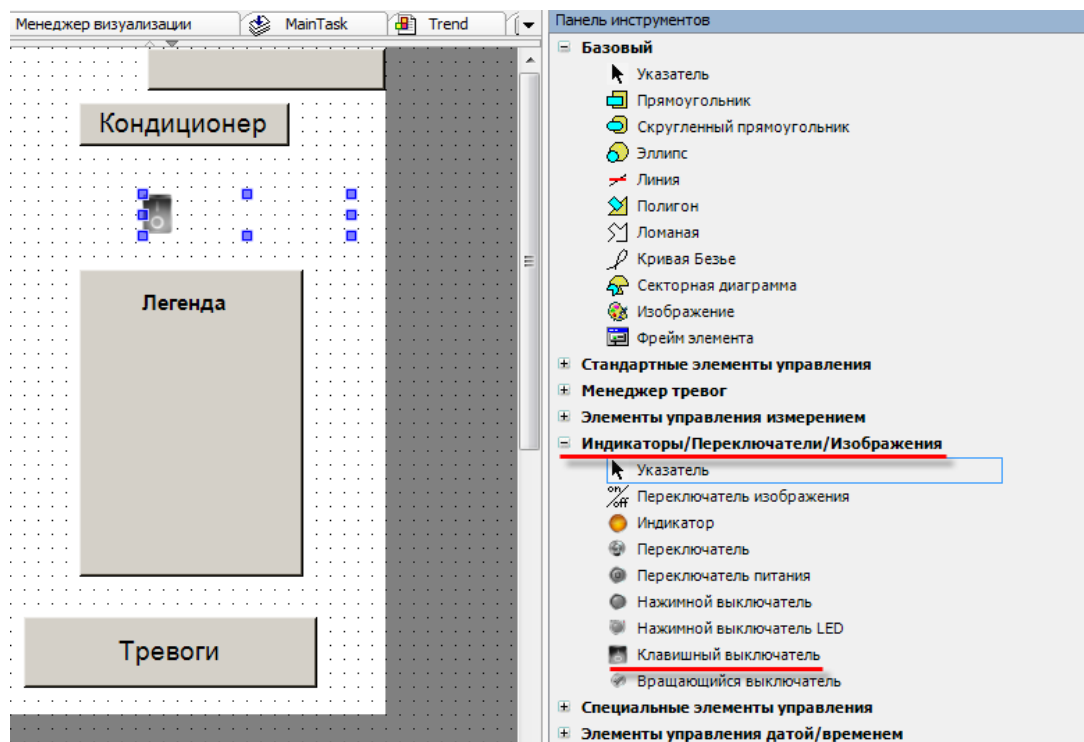 Менеджер визуализации
MainTask
Trend
Кондиционер
Легенда
Тревоги
Панель инструментов
Базовый
Указатель
Прямоугольник
Скругленный прямоугольник
Эллипс
Линия
Полигон
Ломаная
Кривая Безье
Секторная диаграмма
Изображение
Фрейм элемента
Стандартные элементы управления
Менеджер тревог
Элементы управления измерением
Индикаторы/Переключатели/Изображения
Указатель
on/off Переключатель изображения
Индикатор
Переключатель
Переключатель питания
Нажимной выключатель
Нажимной выключатель LED
Клавишный выключатель
Вращающийся выключатель
Специальные элементы управления
Элементы управления датой/временем